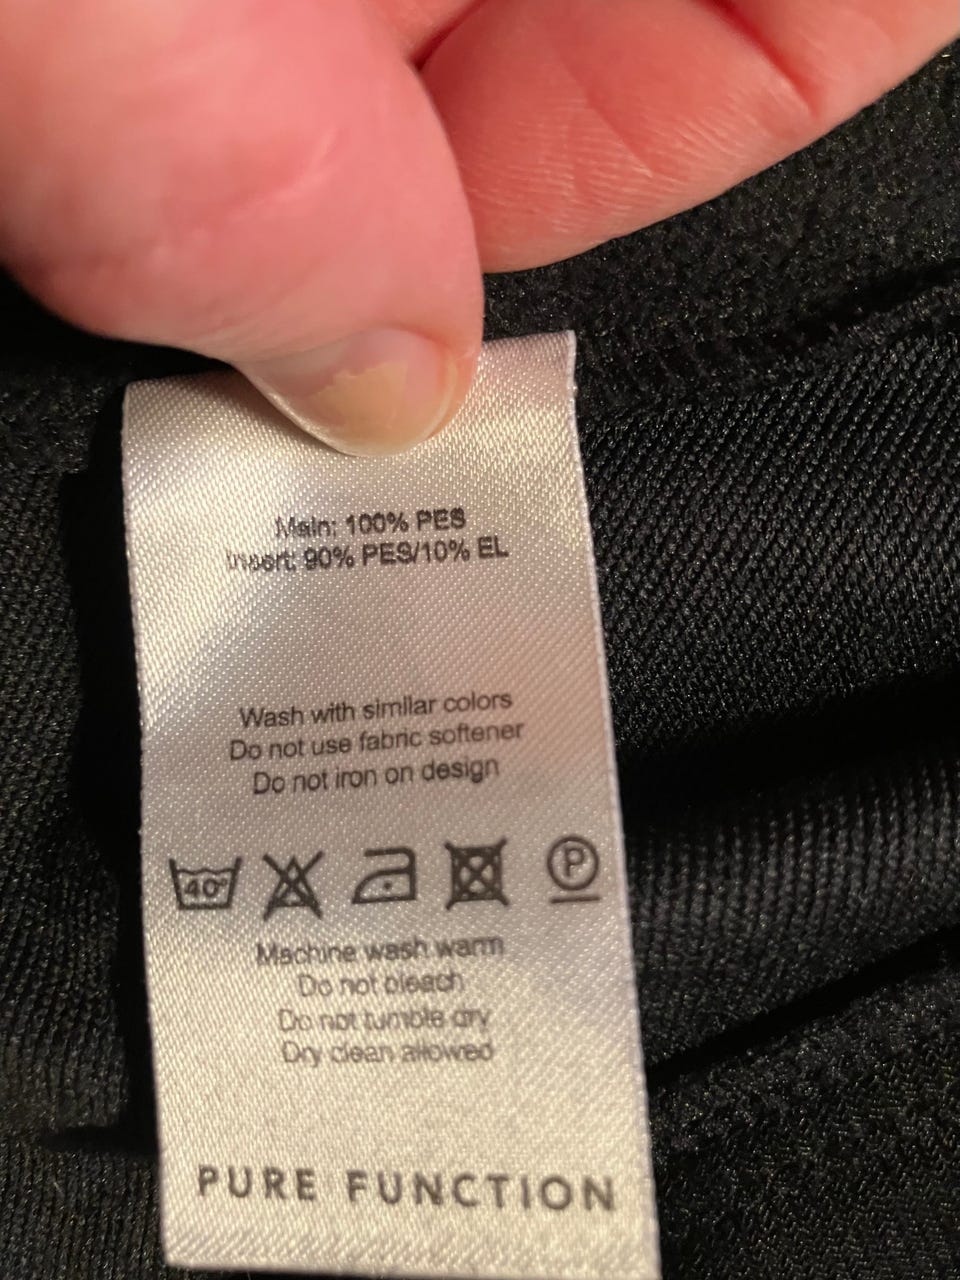 Main: 100% PES
Insert: 90% PES/10% EL
Wash with similar colors
Do not use fabric softener
Do not iron on design
40° P
Machine wash warm
Do not bleach
Do not tumble dry
Dry clean allowed
PURE FUNCTION